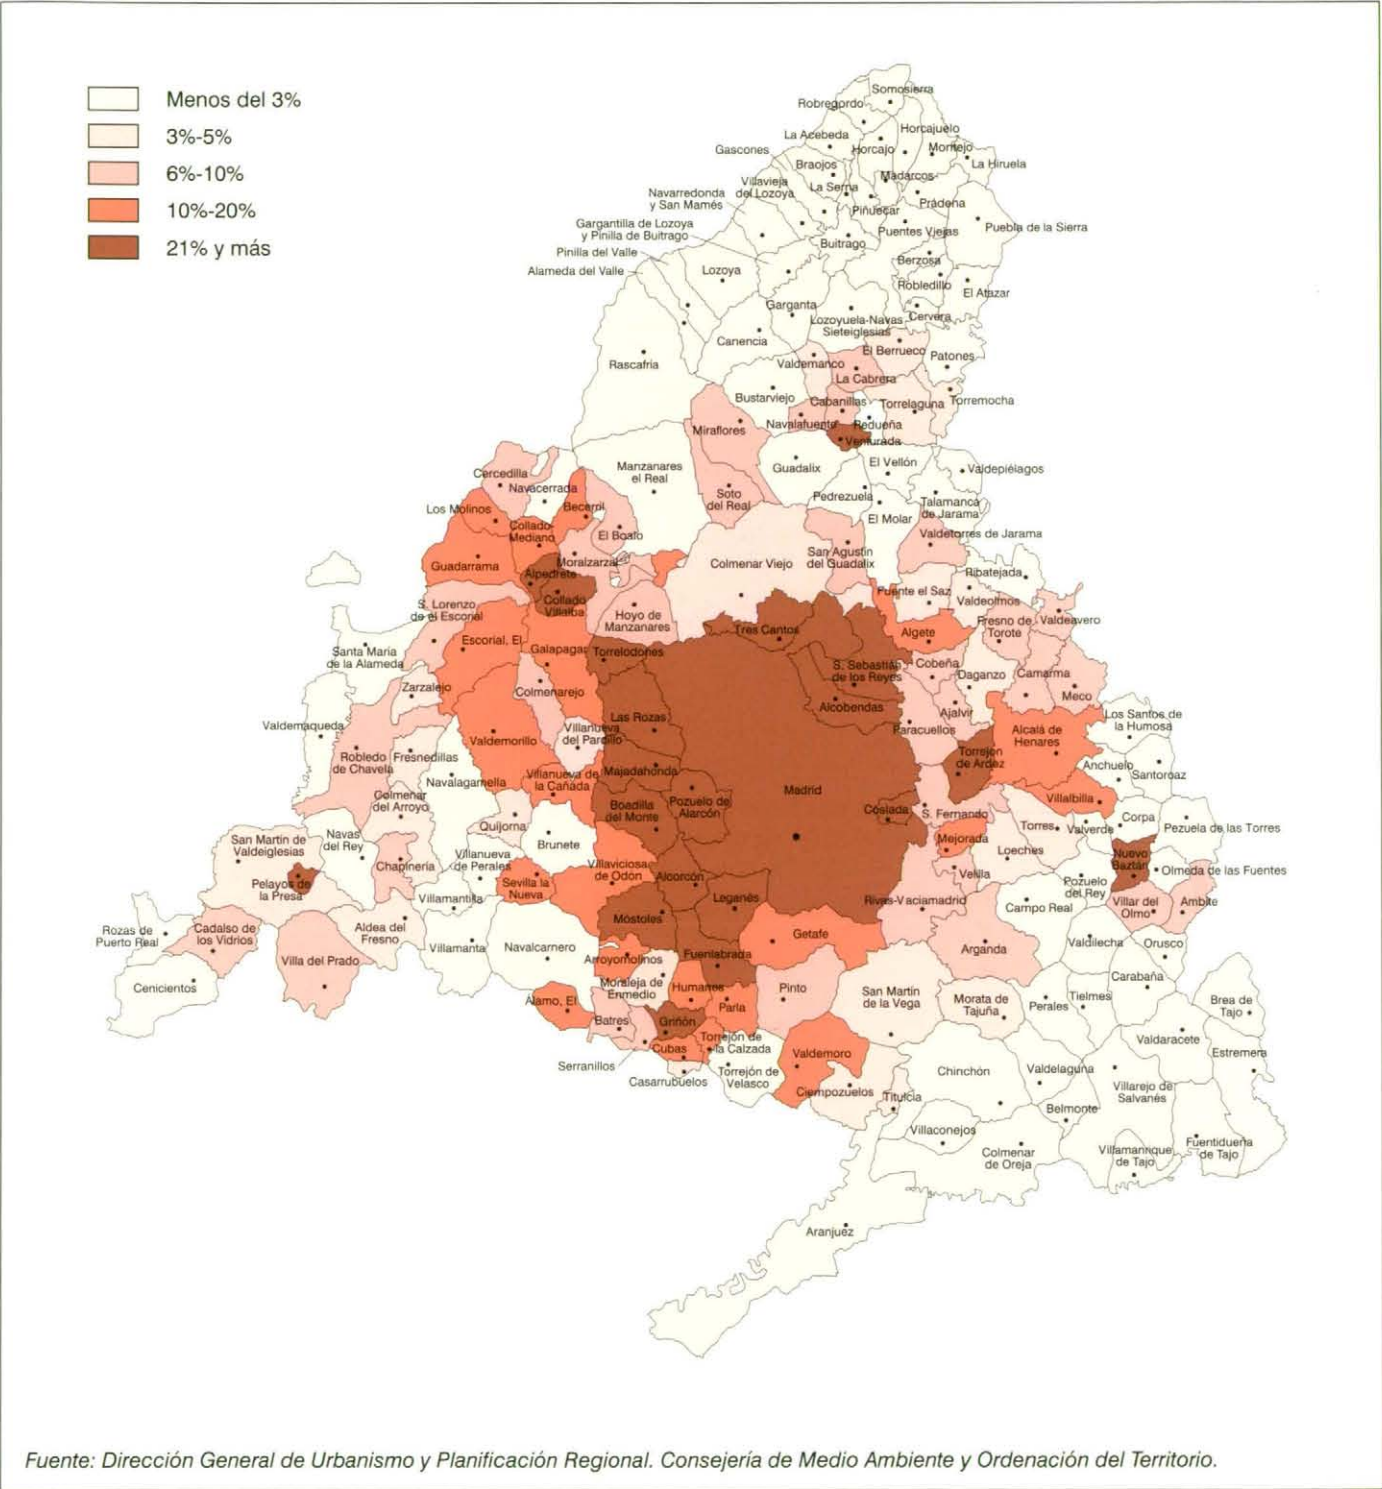 Menos del 3%
3%-5%
6%-10%
10%-20%
21% y más
Somosierra
Robregordo
Horcajuelo
La Acebeda
Horcajo
Montejo
Gascones
La Hiruela
Braojos
Madarcos
Villavieja
del Lozoya
La Serna
Navarredonda
y San Mamés
Prádena
Piñuecar
Gargantilla de Lozoya
y Pinilla de Buitrago
Puentes Viejas
Puebla de la Sierra
Buitrago
Pinilla del Valle
Berzosa
Alameda del Valle
Lozoya
Robledillo
El Atazar
Garganta
Lozoyuela-Navas
Sieteiglesias
Cervera
Canencia
El Berrueco
Patones
Rascafría
Valdemanco
La Cabrera
Bustarviejo
Cabanillas
Torrelaguna
Torremocha
Navalafuente
Redueña
Miraflores
Venturada
Guadalix
El Vellón
Valdepiélagos
Cercedilla
Manzanares
el Real
Navacerrada
Soto
del Real
Pedrezuela
Talamanca
de Jarama
Los Molinos
Becerril
El Molar
Collado-
Mediano
El Boalo
Valdetorres de Jarama
San Agustín
del Guadalix
Moralzarzal
Colmenar Viejo
Guadarrama
Alpedrete
Ribatejada
Fuente el Saz
Collado
Villalba
Valdeolmos
S. Lorenzo
de el Escorial
Hoyo de
Manzanares
Fresno de
Torote
Valdeavero
Tres Cantos
Algete
Escorial, El
Galapagar
Torrelodones
Santa María
de la Alameda
S. Sebastián
de los Reyes
Cobeña
Daganzo
Camarma
Zarzalejo
Colmenarejo
Meco
Alcobendas
Ajalvir
Las Rozas
Los Santos de
la Humosa
Valdemaqueda
Villanueva
del Pardillo
Paracuellos
Alcalá de
Henares
Valdemorillo
Robledo
de Chavela
Fresnedillas
Torrejón
de Ardoz
Anchuelo
Santorcaz
Majadahonda
Navalagamella
Villanueva de
la Cañada
Madrid
Colmenar
del Arroyo
Boadilla
del Monte
Pozuelo de
Alarcón
Villalbilla
Coslada
S. Fernando
Corpa
Quijorna
Torres
Valverde
Pezuela de las Torres
San Martín de
Valdeiglesias
Navas
del Rey
Brunete
Mejorada
Loeches
Nuevo
Baztán
Villanueva
de Perales
Chapinería
Villaviciosa
de Odón
Velilla
Olmeda de las Fuentes
Pelayos de
la Presa
Sevilla la
Nueva
Alcorcón
Pozuelo
del Rey
Villamantilla
Leganés
Rivas-Vaciamadrid
Campo Real
Villar del
Olmo
Ambite
Móstoles
Rozas de
Puerto Real
Cadalso de
los Vidrios
Aldea del
Fresno
Getafe
Valdilecha
Orusco
Villamanta
Navalcarnero
Arganda
Villa del Prado
Arroyomolinos
Fuenlabrada
Carabaña
Cenicientos
Moraleja de
Enmedio
Humanes
Pinto
San Martín
de la Vega
Morata de
Tajuña
Perales
Tielmes
Brea de
Tajo
Álamo, El
Parla
Batres
Griñón
Valdaracete
Torrejón de
la Calzada
Cubas
Valdemoro
Estremera
Serranillos
Casarrubuelos
Torrejón de
Velasco
Chinchón
Valdelaguna
Ciempozuelos
Villarejo de
Salvanés
Titulcia
Belmonte
Villaconejos
Colmenar
de Oreja
Villamanrique
de Tajo
Fuentidueña
de Tajo
Aranjuez
Fuente: Dirección General de Urbanismo y Planificación Regional. Consejería de Medio Ambiente y Ordenación del Territorio.